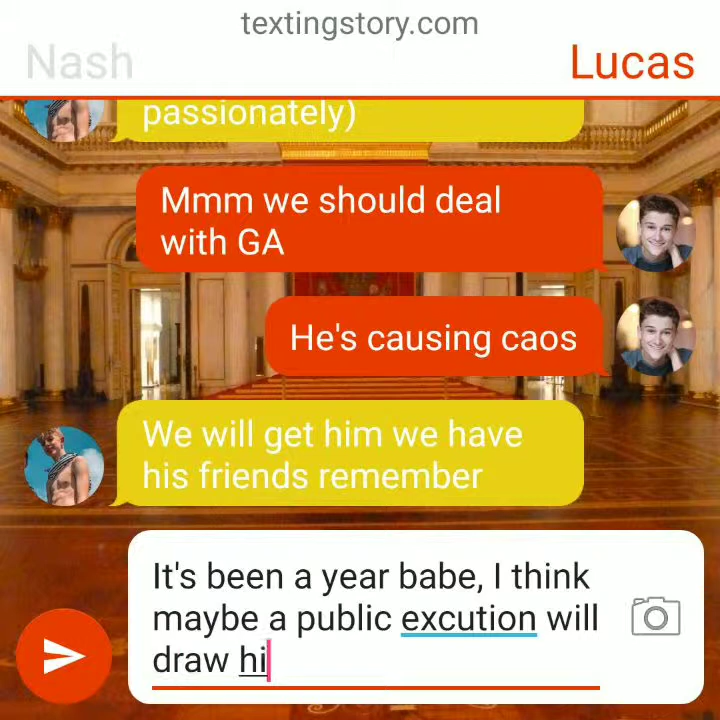 textingstory.com
Nash
Lucas
passionately)
Mmm we should deal
with GA
He's causing caos
We will get him we have
his friends remember
It's been a year babe, I think
maybe a public excution will
draw hi